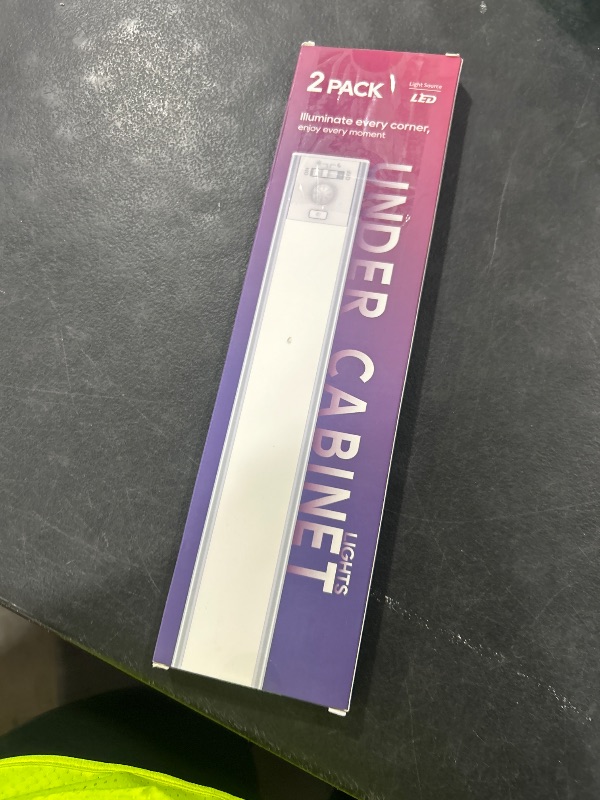 2 PACK
Light Source
LED
Illuminate every corner,
enjoy every moment
UNDER CABINET
LIGHTS